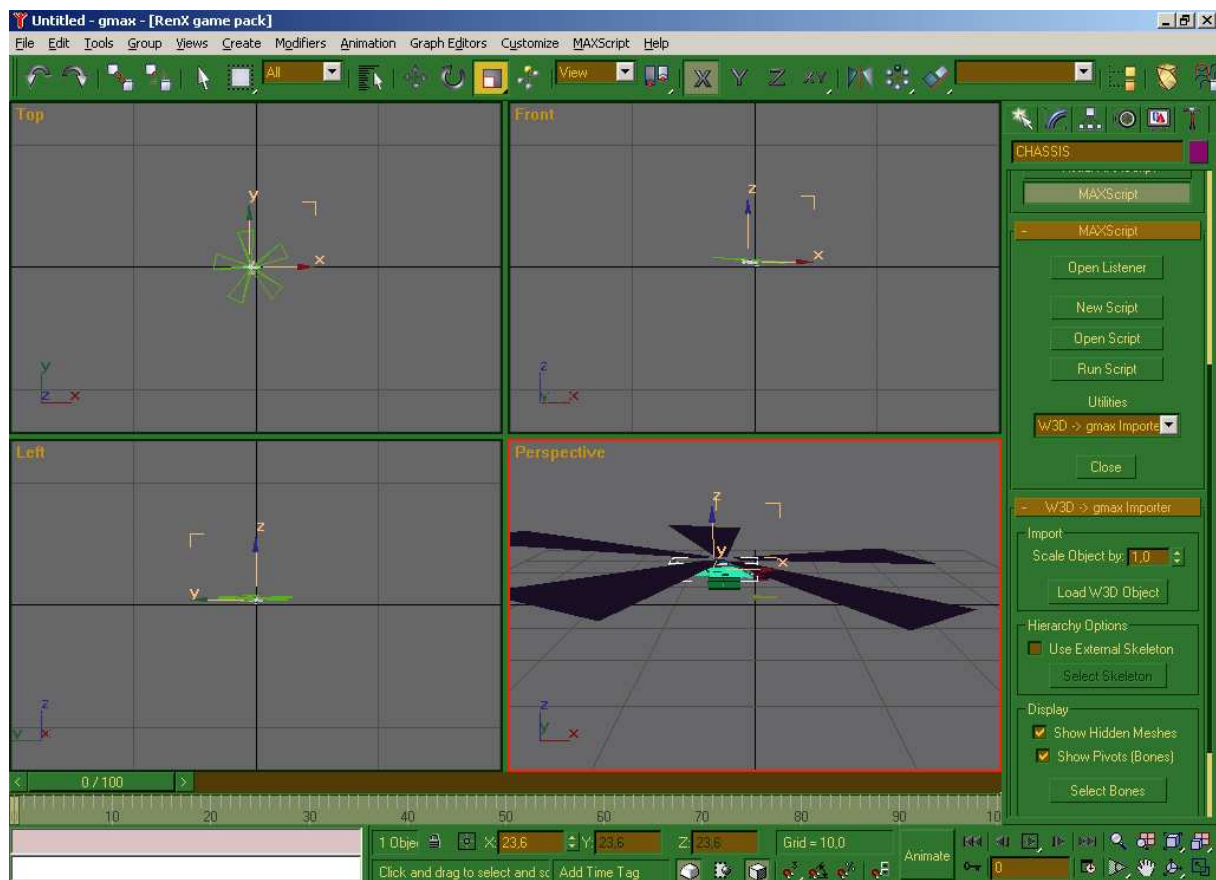 Untitled - gmax - [RenX game pack]
File Edit Tools Group Views Create Modifiers Animation Graph Editors Customize MAXScript Help
All View X Y Z XY
Top
y
x
y
z x
Front
z
x
z
y x
CHASSIS
MAXScript
- MAXScript
Open Listener
New Script
Open Script
Run Script
Utilities
W3D -> gmax Importe
Close
Left
z
y
z
y x
Perspective
z
y
x
z
y x
- W3D -> gmax Importer
Import
Scale Object by: 1,0
Load W3D Object
Hierarchy Options
Use External Skeleton
Select Skeleton
Display
Show Hidden Meshes
Show Pivots (Bones)
Select Bones
< 0 / 100 >
10 20 30 40 50 60 70 80 90 10
1 Obje X: 23,6 Y: 23,6 Z: 23,6 Grid = 10,0
Animate
0
Click and drag to select and sc Add Time Tag